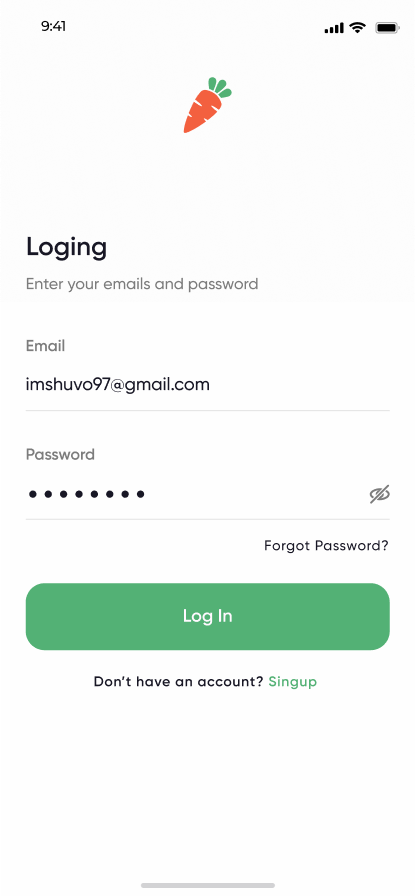 9:41
Loging
Enter your emails and password
Email
imshuvo97@gmail.com
Password
••••••••
Forgot Password?
Log In
Don’t have an account? Singup